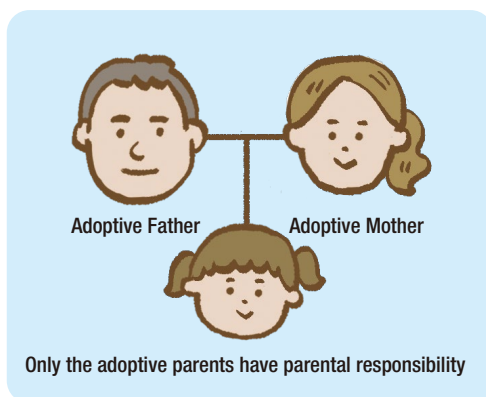 Adoptive Father
Adoptive Mother
Only the adoptive parents have parental responsibility